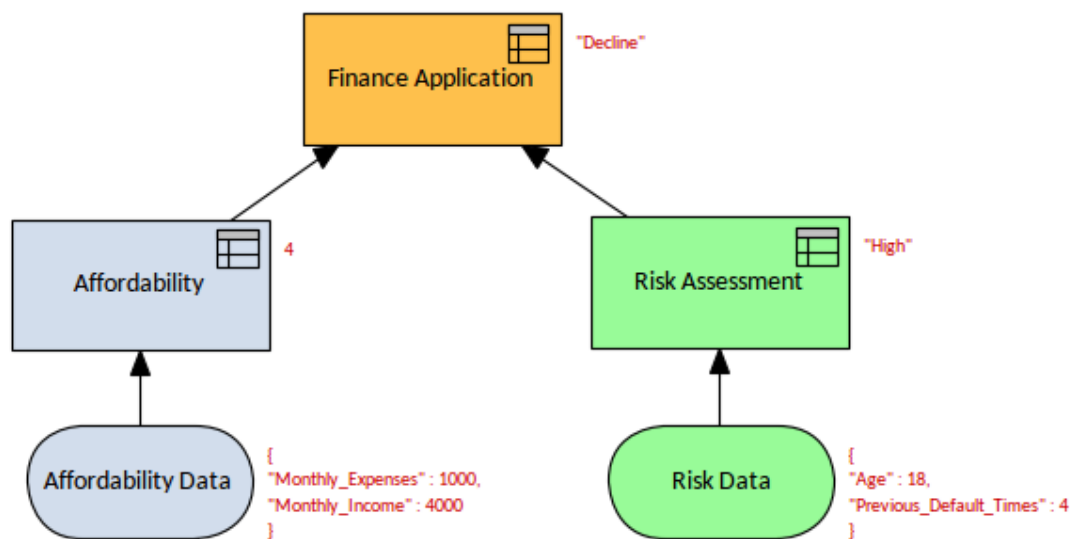 Finance Application
"Decline"
Affordability
4
Risk Assessment
"High"
Affordability Data
{
"Monthly_Expenses" : 1000,
"Monthly_Income" : 4000
}
Risk Data
{
"Age" : 18,
"Previous_Default_Times" : 4
}